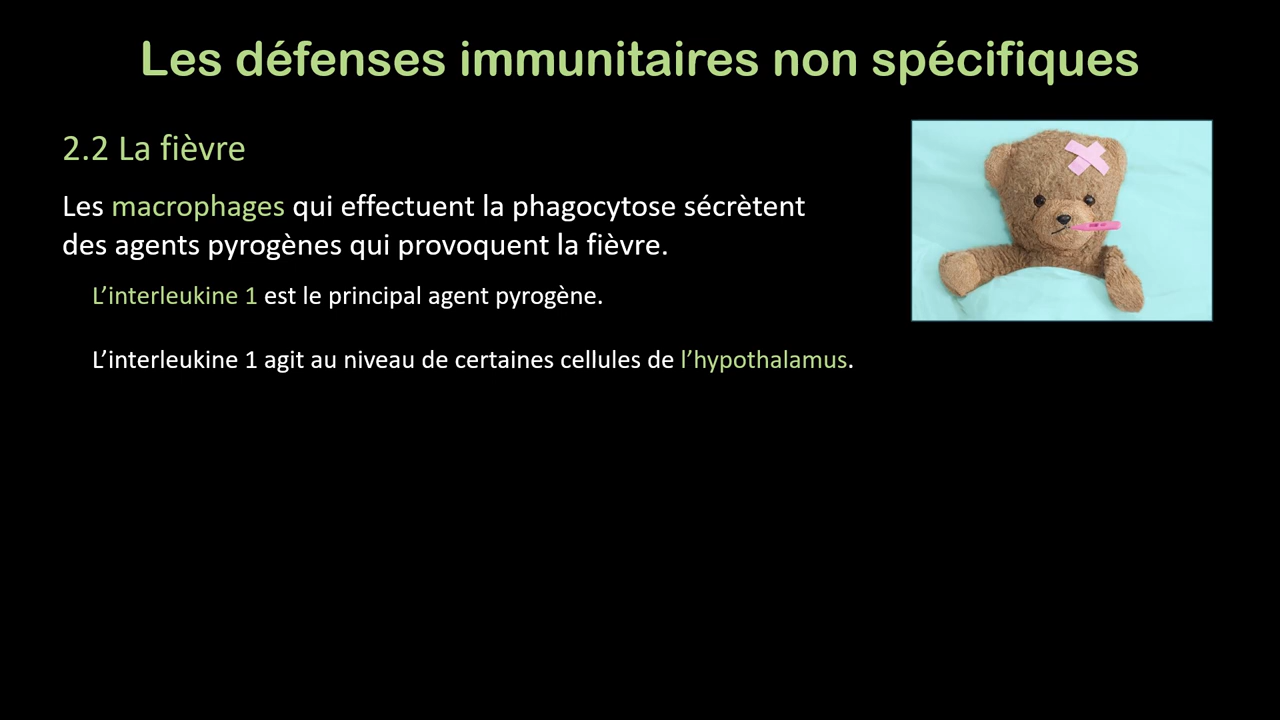 Les défenses immunitaires non spécifiques
2.2 La fièvre
Les macrophages qui effectuent la phagocytose sécrètent
des agents pyrogènes qui provoquent la fièvre.
L’interleukine 1 est le principal agent pyrogène.
L’interleukine 1 agit au niveau de certaines cellules de l’hypothalamus.